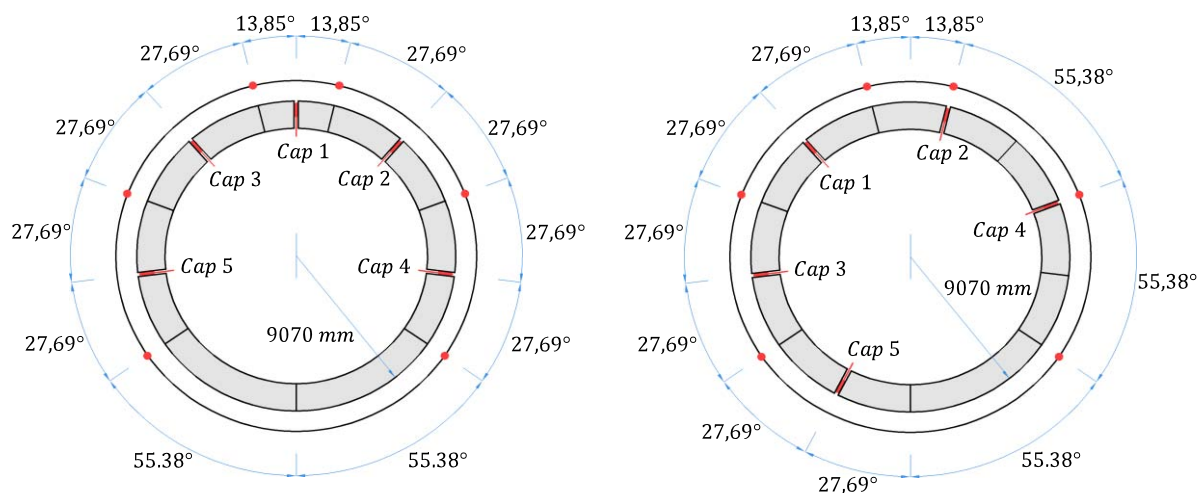 13,85° 13,85°
27,69° 27,69°
27,69° 27,69°
Cap 1
Cap 3 Cap 2
27,69° 27,69°
Cap 5 Cap 4
9070 mm
27,69° 27,69°
55.38° 55.38°
13,85° 13,85°
27,69° 55,38°
27,69°
Cap 2
Cap 1
Cap 4
27,69°
Cap 3
55,38°
9070 mm
27,69°
Cap 5
27,69° 55.38°
27,69°